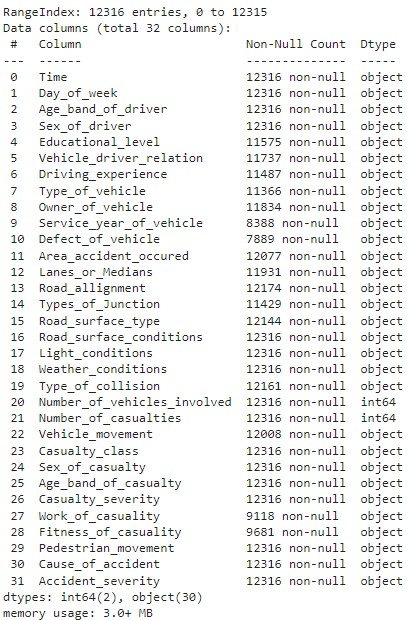 RangeIndex: 12316 entries, 0 to 12315
Data columns (total 32 columns):
 #   Column                       Non-Null Count  Dtype
---  ------                       --------------  -----
 0   Time                         12316 non-null  object
 1   Day_of_week                  12316 non-null  object
 2   Age_band_of_driver           12316 non-null  object
 3   Sex_of_driver                12316 non-null  object
 4   Educational_level            11575 non-null  object
 5   Vehicle_driver_relation      11737 non-null  object
 6   Driving_experience           11487 non-null  object
 7   Type_of_vehicle              11366 non-null  object
 8   Owner_of_vehicle             11834 non-null  object
 9   Service_year_of_vehicle      8388 non-null   object
 10  Defect_of_vehicle            7889 non-null   object
 11  Area_accident_occured        12077 non-null  object
 12  Lanes_or_Medians             11931 non-null  object
 13  Road_allignment              12174 non-null  object
 14  Types_of_Junction            11429 non-null  object
 15  Road_surface_type            12144 non-null  object
 16  Road_surface_conditions      12316 non-null  object
 17  Light_conditions             12316 non-null  object
 18  Weather_conditions           12316 non-null  object
 19  Type_of_collision            12161 non-null  object
 20  Number_of_vehicles_involved  12316 non-null  int64
 21  Number_of_casualties         12316 non-null  int64
 22  Vehicle_movement             12008 non-null  object
 23  Casualty_class               12316 non-null  object
 24  Sex_of_casualty              12316 non-null  object
 25  Age_band_of_casualty         12316 non-null  object
 26  Casualty_severity            12316 non-null  object
 27  Work_of_casuality            9118 non-null   object
 28  Fitness_of_casuality         9681 non-null   object
 29  Pedestrian_movement          12316 non-null  object
 30  Cause_of_accident            12316 non-null  object
 31  Accident_severity            12316 non-null  object
dtypes: int64(2), object(30)
memory usage: 3.0+ MB